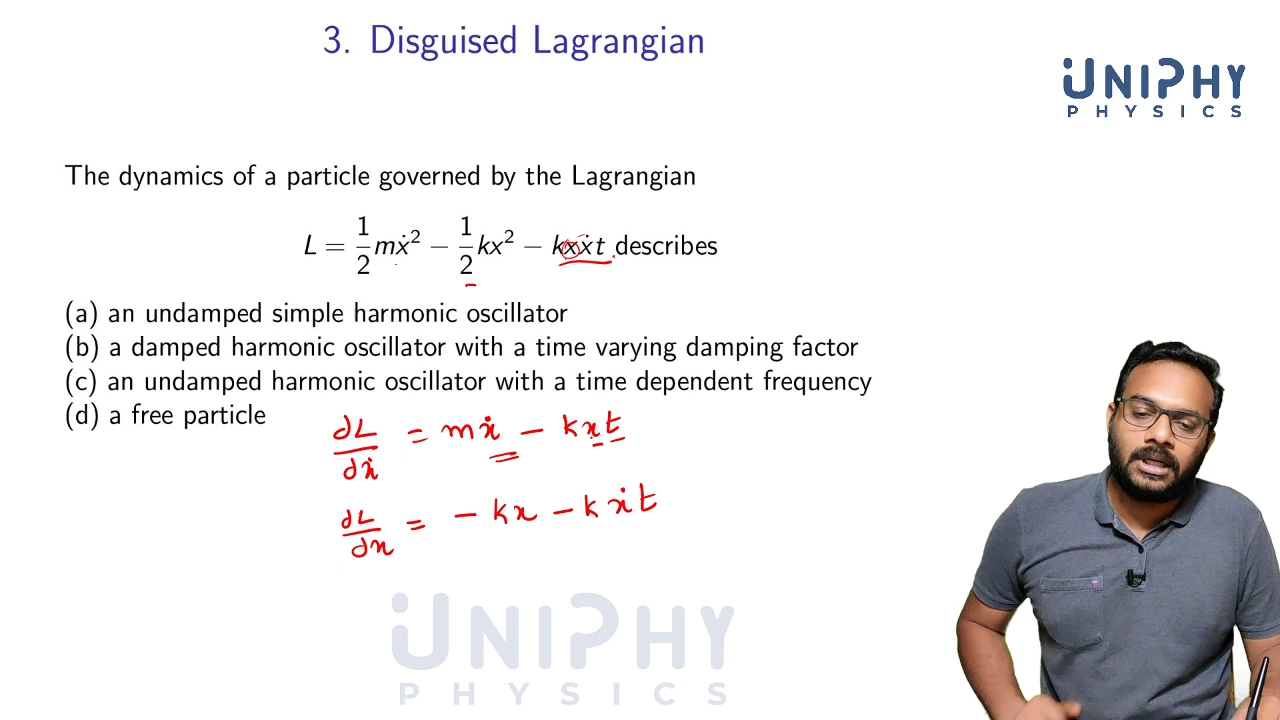 3. Disguised Lagrangian
UNIPHY
PHYSICS
The dynamics of a particle governed by the Lagrangian
L = 1/2 mẋ² − 1/2 kx² − kxẋt describes
(a) an undamped simple harmonic oscillator
(b) a damped harmonic oscillator with a time varying damping factor
(c) an undamped harmonic oscillator with a time dependent frequency
(d) a free particle
∂L/∂ẋ = mẋ − kxt
∂L/∂x = − kx − kẋt
UNIPHY
PHYSICS